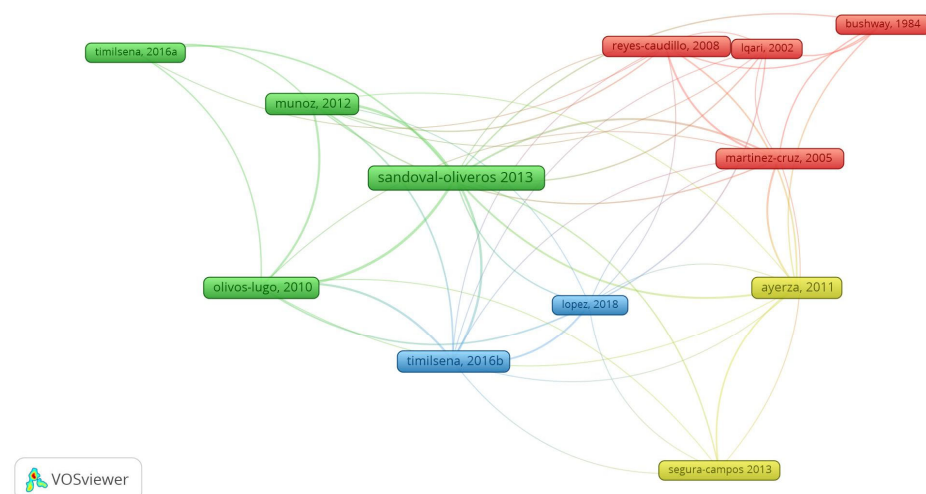 bushway, 1984
timilsena, 2016a
reyes-caudillo, 2008
lqari, 2002
munoz, 2012
martinez-cruz, 2005
sandoval-oliveros 2013
olivos-lugo, 2010
ayerza, 2011
lopez, 2018
timilsena, 2016b
segura-campos 2013
VOSviewer